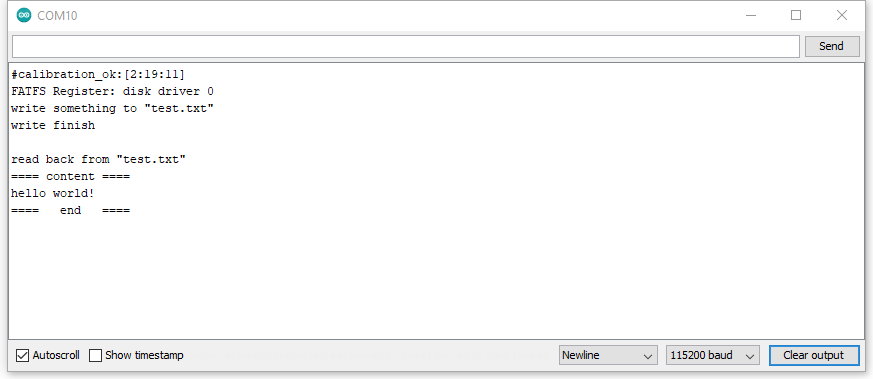 COM10
Send
#calibration_ok:[2:19:11]
FATFS Register: disk driver 0
write something to "test.txt"
write finish
read back from "test.txt"
==== content ====
hello world!
====   end   ====
Autoscroll Show timestamp Newline 115200 baud Clear output